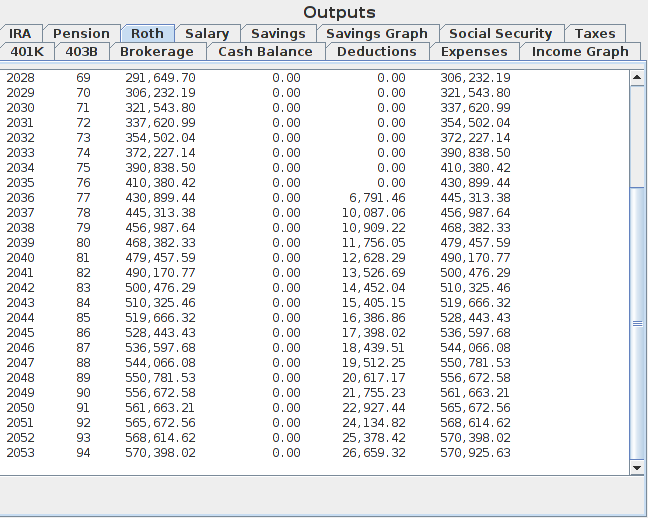 Outputs
IRA Pension Roth Salary Savings Savings Graph Social Security Taxes
401K 403B Brokerage Cash Balance Deductions Expenses Income Graph
2028 69 291,649.70 0.00 0.00 306,232.19
2029 70 306,232.19 0.00 0.00 321,543.80
2030 71 321,543.80 0.00 0.00 337,620.99
2031 72 337,620.99 0.00 0.00 354,502.04
2032 73 354,502.04 0.00 0.00 372,227.14
2033 74 372,227.14 0.00 0.00 390,838.50
2034 75 390,838.50 0.00 0.00 410,380.42
2035 76 410,380.42 0.00 0.00 430,899.44
2036 77 430,899.44 0.00 6,791.46 445,313.38
2037 78 445,313.38 0.00 10,087.06 456,987.64
2038 79 456,987.64 0.00 10,909.22 468,382.33
2039 80 468,382.33 0.00 11,756.05 479,457.59
2040 81 479,457.59 0.00 12,628.29 490,170.77
2041 82 490,170.77 0.00 13,526.69 500,476.29
2042 83 500,476.29 0.00 14,452.04 510,325.46
2043 84 510,325.46 0.00 15,405.15 519,666.32
2044 85 519,666.32 0.00 16,386.86 528,443.43
2045 86 528,443.43 0.00 17,398.02 536,597.68
2046 87 536,597.68 0.00 18,439.51 544,066.08
2047 88 544,066.08 0.00 19,512.25 550,781.53
2048 89 550,781.53 0.00 20,617.17 556,672.58
2049 90 556,672.58 0.00 21,755.23 561,663.21
2050 91 561,663.21 0.00 22,927.44 565,672.56
2051 92 565,672.56 0.00 24,134.82 568,614.62
2052 93 568,614.62 0.00 25,378.42 570,398.02
2053 94 570,398.02 0.00 26,659.32 570,925.63